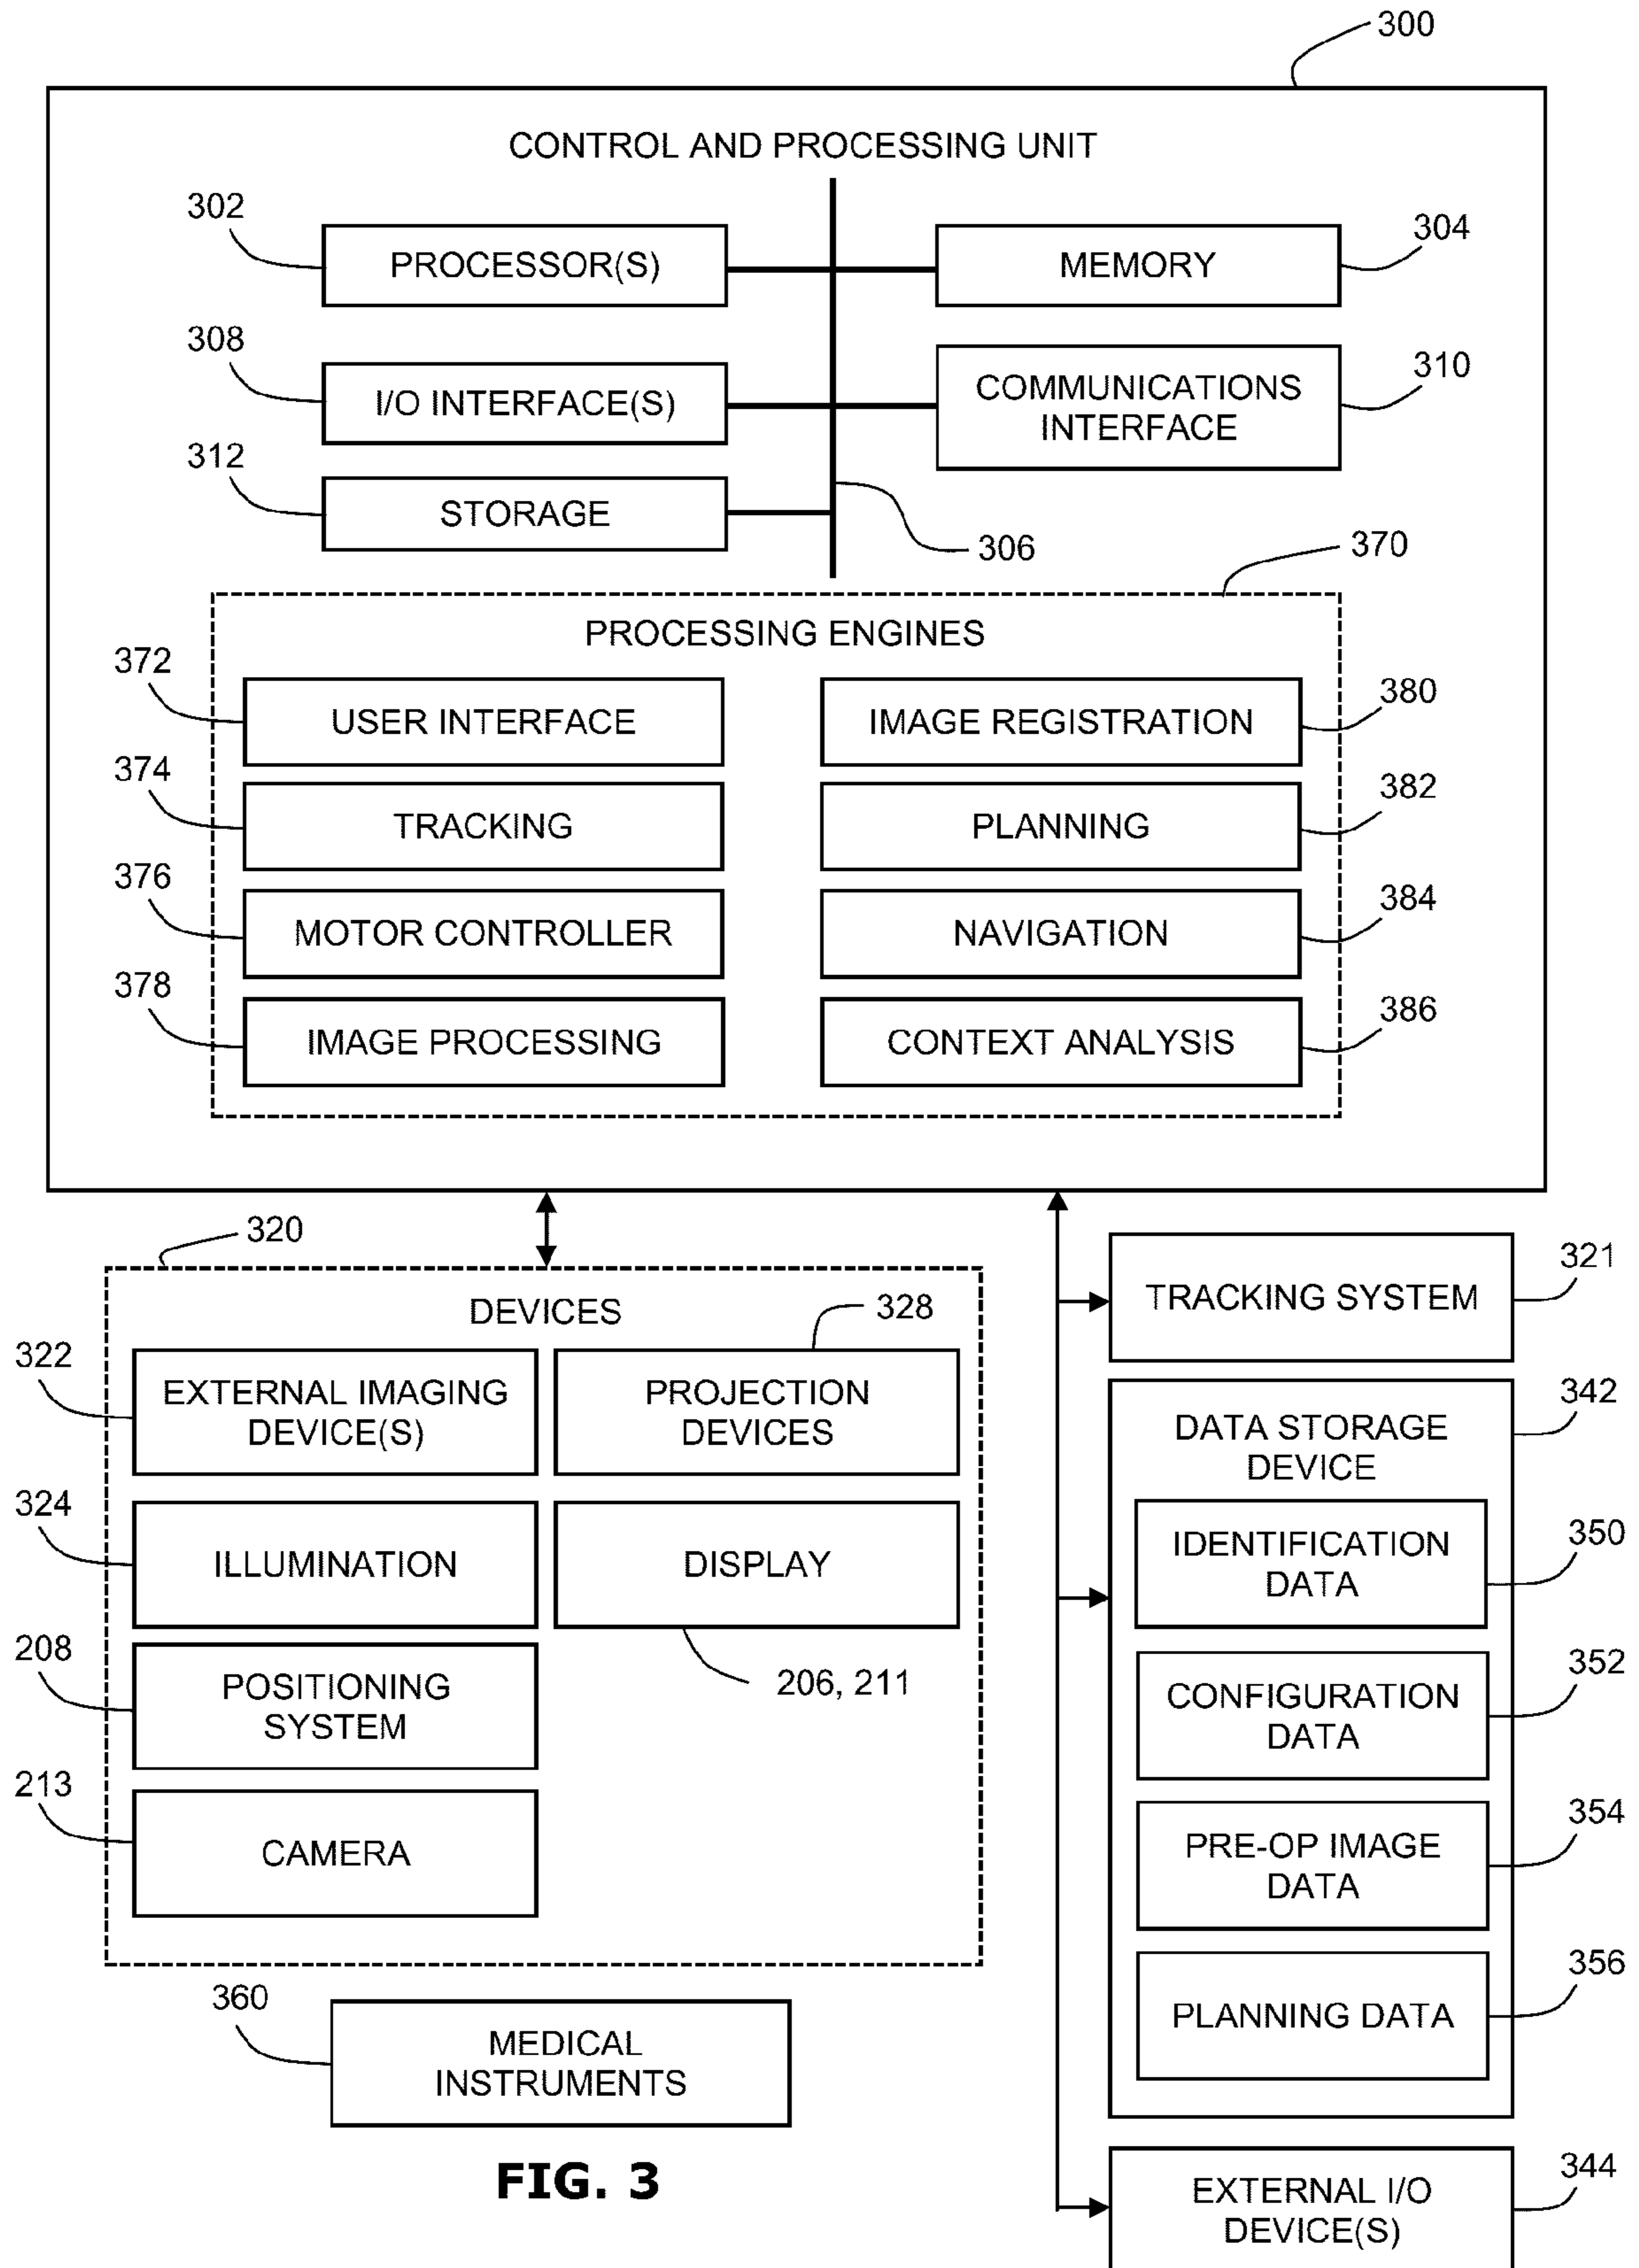 300
CONTROL AND PROCESSING UNIT
302
PROCESSOR(S)
MEMORY
304
308
I/O INTERFACE(S)
COMMUNICATIONS
INTERFACE
310
312
STORAGE
306
370
PROCESSING ENGINES
372
USER INTERFACE
IMAGE REGISTRATION
380
374
TRACKING
PLANNING
382
376
MOTOR CONTROLLER
NAVIGATION
384
378
IMAGE PROCESSING
CONTEXT ANALYSIS
386
320
DEVICES
328
322
EXTERNAL IMAGING
DEVICE(S)
PROJECTION
DEVICES
324
ILLUMINATION
DISPLAY
208
POSITIONING
SYSTEM
206, 211
213
CAMERA
360
MEDICAL
INSTRUMENTS
TRACKING SYSTEM
321
342
DATA STORAGE
DEVICE
IDENTIFICATION
DATA
350
CONFIGURATION
DATA
352
PRE-OP IMAGE
DATA
354
PLANNING DATA
356
EXTERNAL I/O
DEVICE(S)
344
FIG. 3